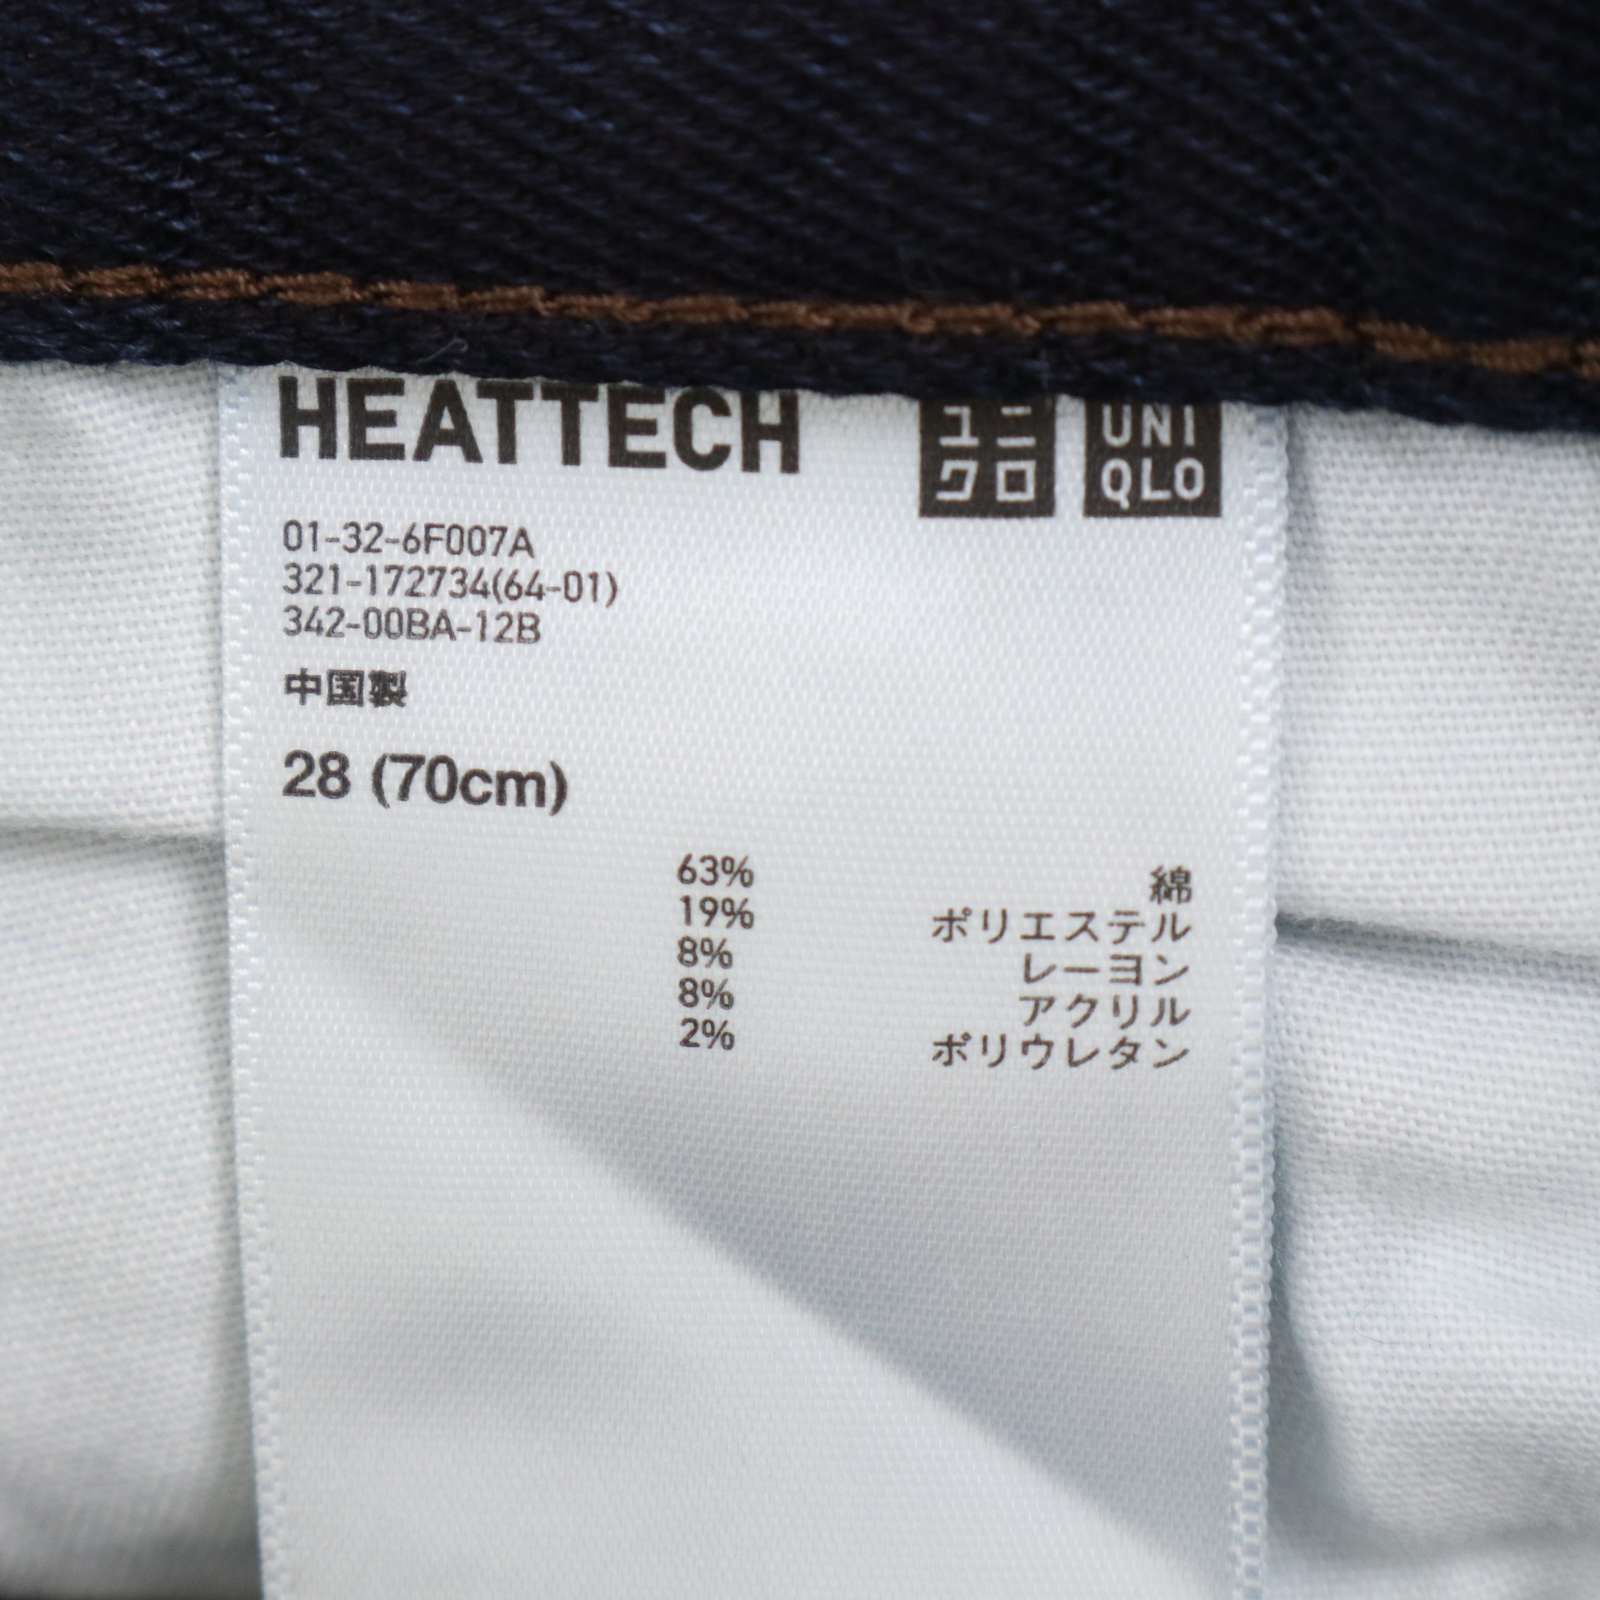 HEATTECH
ユニ
クロ
UNI
QLO
01-32-6F007A
321-172734(64-01)
342-00BA-12B
中国製
28 (70cm)
63% 綿
19% ポリエステル
8% レーヨン
8% アクリル
2% ポリウレタン